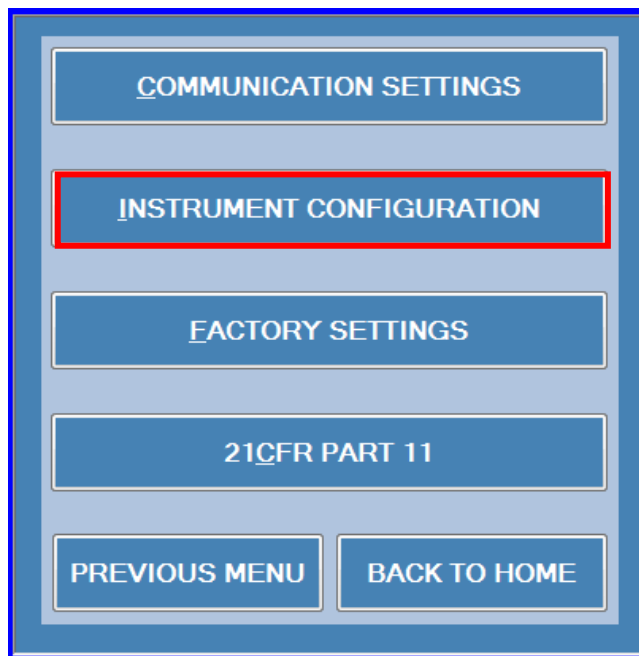 COMMUNICATION SETTINGS
INSTRUMENT CONFIGURATION
FACTORY SETTINGS
21CFR PART 11
PREVIOUS MENU
BACK TO HOME